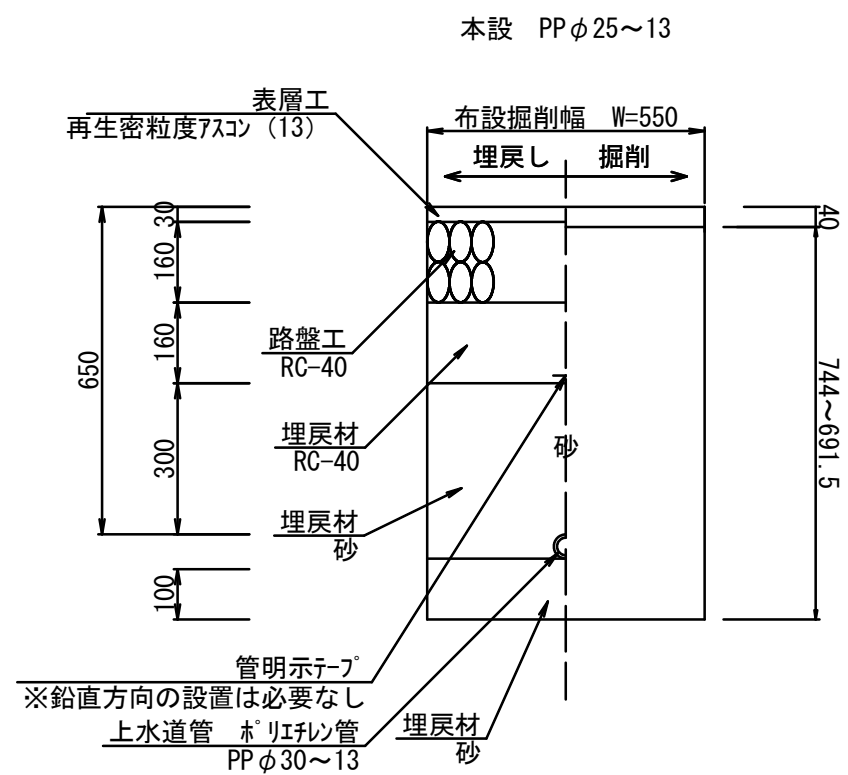 本設　PPφ25～13
表層工
再生密粒度ｱｽｺﾝ（13）
布設掘削幅　W=550
埋戻し
掘削
30
160
160
300
100
650
40
744～691.5
路盤工
RC-40
埋戻材
RC-40
砂
埋戻材
砂
管明示ﾃｰﾌﾟ
※鉛直方向の設置は必要なし
上水道管　ﾎﾟﾘｴﾁﾚﾝ管
PPφ30～13
埋戻材
砂